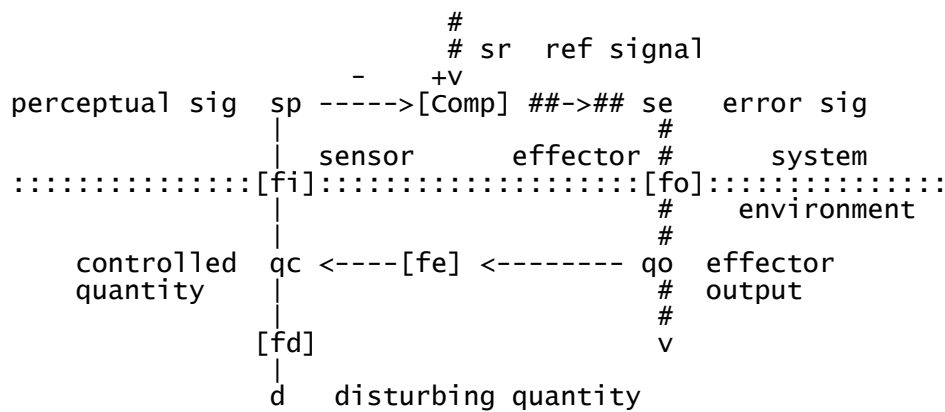 #
# sr ref signal
- +v
perceptual sig sp ----->[Comp] ##->## se error sig
| #
| sensor effector # system
:::::::::::::::[fi]:::::::::::::::::::::[fo]:::::::::::::::
| # environment
| #
controlled qc <----[fe] <-------- qo effector
quantity | # output
| #
[fd] v
|
d disturbing quantity